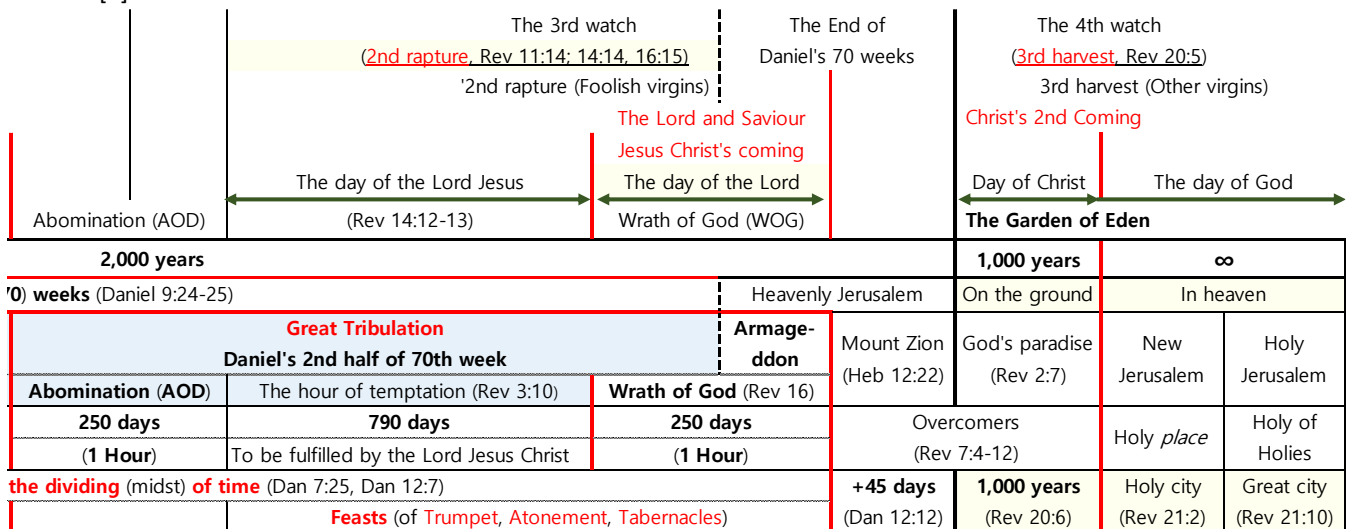 The 3rd watch
The End of
The 4th watch
(2nd rapture, Rev 11:14; 14:14, 16:15)
Daniel's 70 weeks
(3rd harvest, Rev 20:5)
'2nd rapture (Foolish virgins)
3rd harvest (Other virgins)
The Lord and Saviour
Christ's 2nd Coming
Jesus Christ's coming
The day of the Lord Jesus
The day of the Lord
Day of Christ
The day of God
Abomination (AOD)
(Rev 14:12-13)
Wrath of God (WOG)
The Garden of Eden
2,000 years
1,000 years
∞
0) weeks (Daniel 9:24-25)
Heavenly Jerusalem
On the ground
In heaven
Great Tribulation
Daniel's 2nd half of 70th week
Armage-
ddon
Mount Zion
(Heb 12:22)
God's paradise
(Rev 2:7)
New
Jerusalem
Holy
Jerusalem
Abomination (AOD)
The hour of temptation (Rev 3:10)
Wrath of God (Rev 16)
250 days
790 days
250 days
Overcomers
(Rev 7:4-12)
Holy place
Holy of
Holies
(1 Hour)
To be fulfilled by the Lord Jesus Christ
(1 Hour)
the dividing (midst) of time (Dan 7:25, Dan 12:7)
+45 days
1,000 years
Holy city
Great city
Feasts (of Trumpet, Atonement, Tabernacles)
(Dan 12:12)
(Rev 20:6)
(Rev 21:2)
(Rev 21:10)